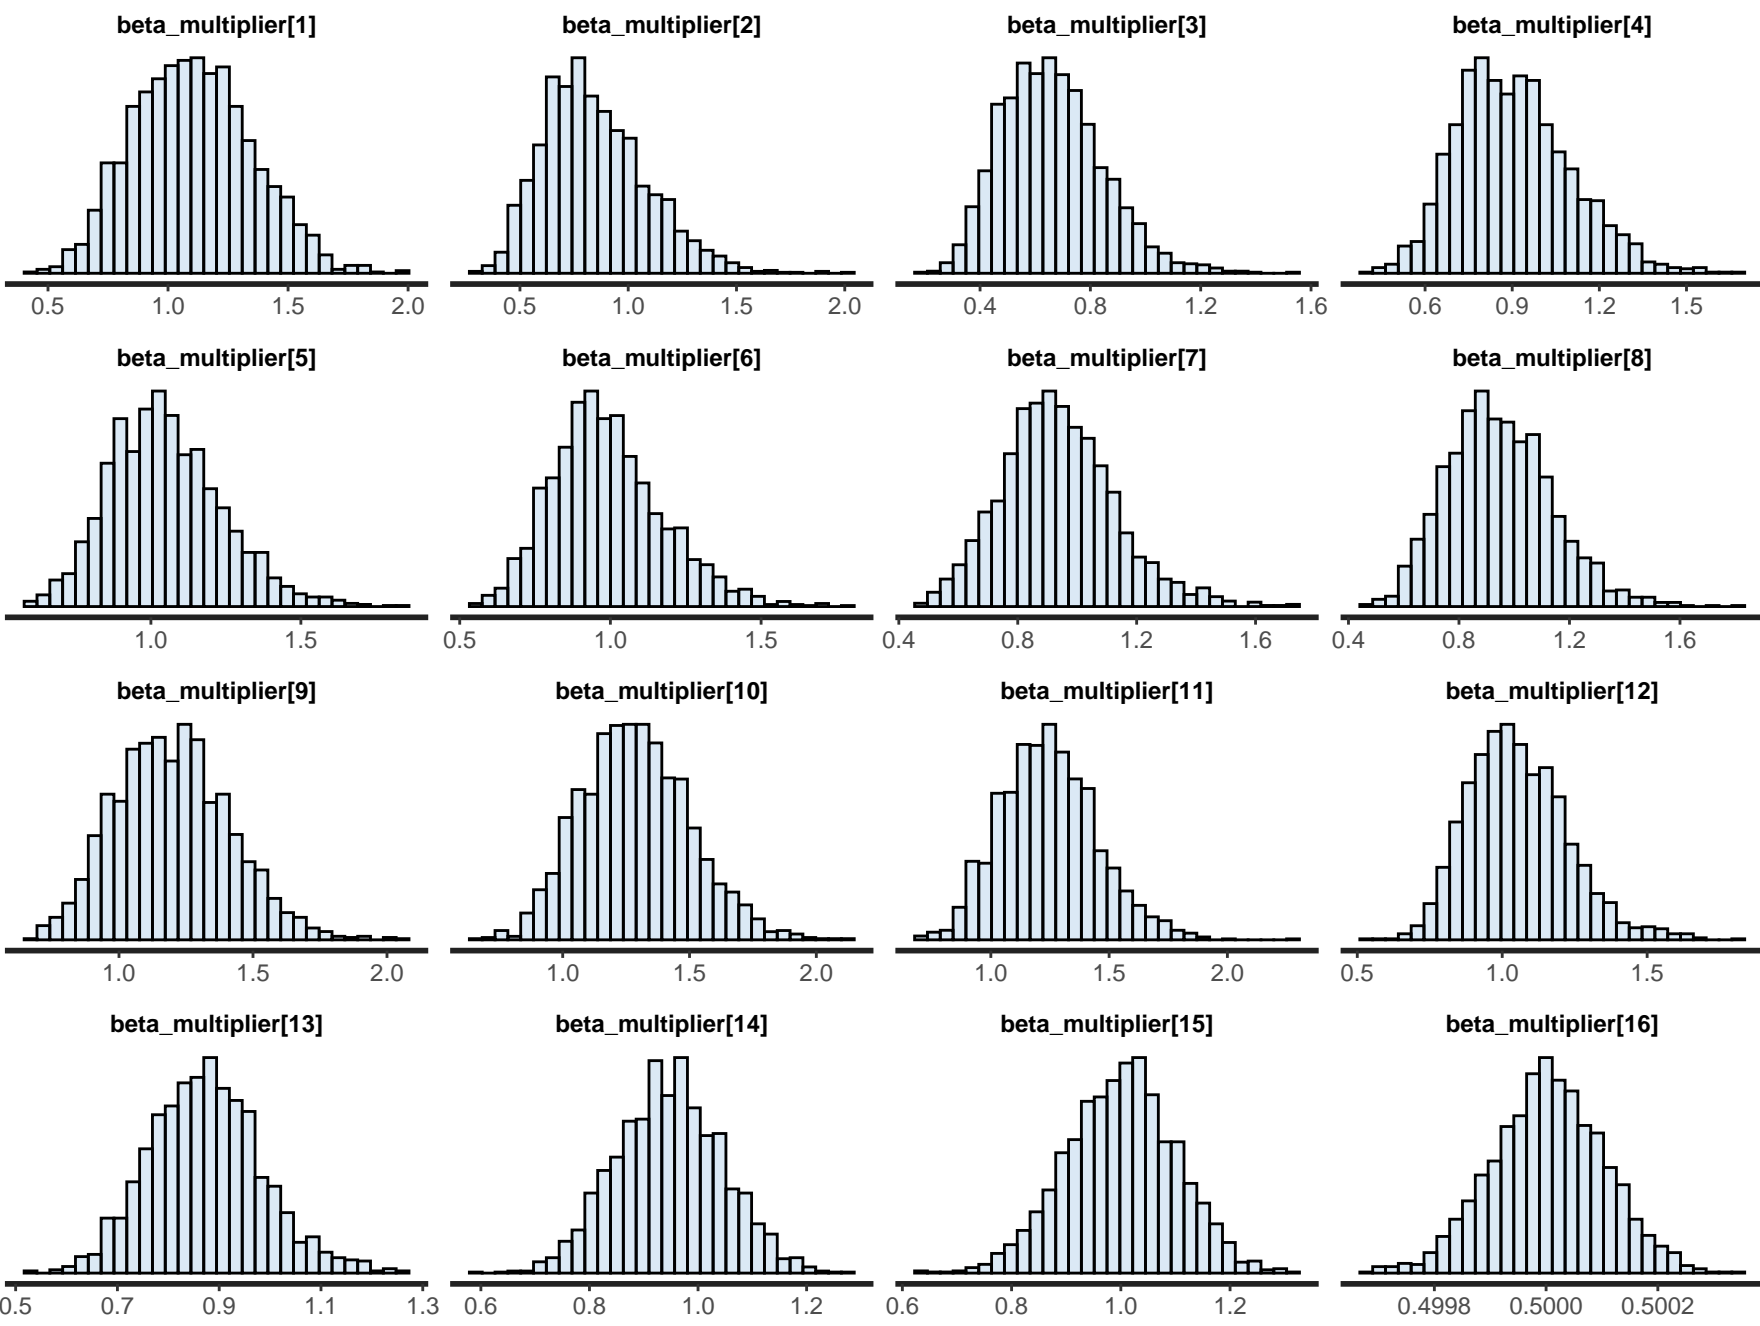 beta_multiplier[1] beta_multiplier[2] beta_multiplier[3] beta_multiplier[4]
0.5 1.0 1.5 2.0 0.5 1.0 1.5 2.0 0.4 0.8 1.2 1.6 0.6 0.9 1.2 1.5
beta_multiplier[5] beta_multiplier[6] beta_multiplier[7] beta_multiplier[8]
1.0 1.5 0.5 1.0 1.5 0.4 0.8 1.2 1.6 0.4 0.8 1.2 1.6
beta_multiplier[9] beta_multiplier[10] beta_multiplier[11] beta_multiplier[12]
1.0 1.5 2.0 1.0 1.5 2.0 1.0 1.5 2.0 0.5 1.0 1.5
beta_multiplier[13] beta_multiplier[14] beta_multiplier[15] beta_multiplier[16]
0.5 0.7 0.9 1.1 1.3 0.6 0.8 1.0 1.2 0.6 0.8 1.0 1.2 0.4998 0.5000 0.5002